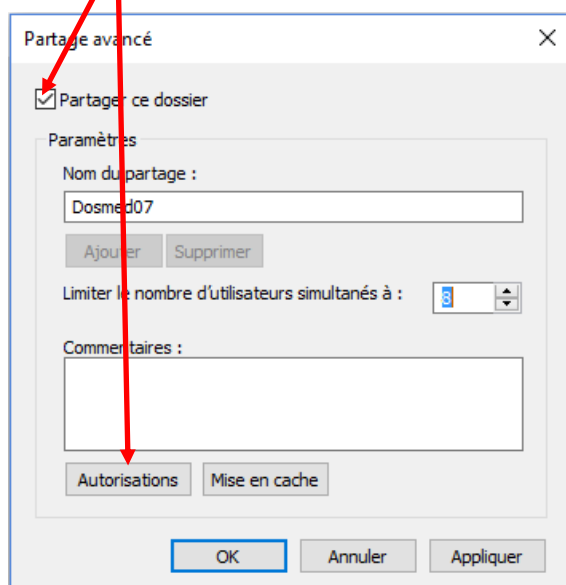 Partage avancé
Partager ce dossier
Paramètres
Nom du partage :
Dosmed07
Ajouter Supprimer
Limiter le nombre d'utilisateurs simultanés à : 8
Commentaires :
Autorisations Mise en cache
OK Annuler Appliquer